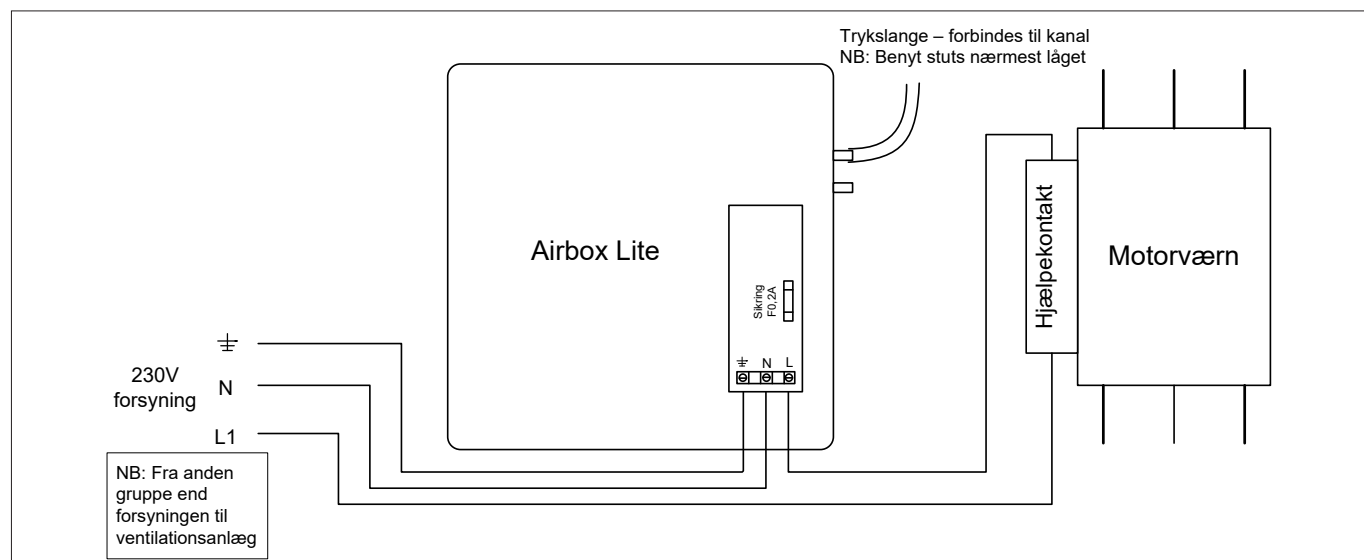 Trykslange – forbindes til kanal
NB: Benyt stuts nærmest låget
Airbox Lite
Sikring
F0,2A
N
L
Hjælpekontakt
Motorværn
230V
forsyning
N
L1
NB: Fra anden
gruppe end
forsyningen til
ventilationsanlæg